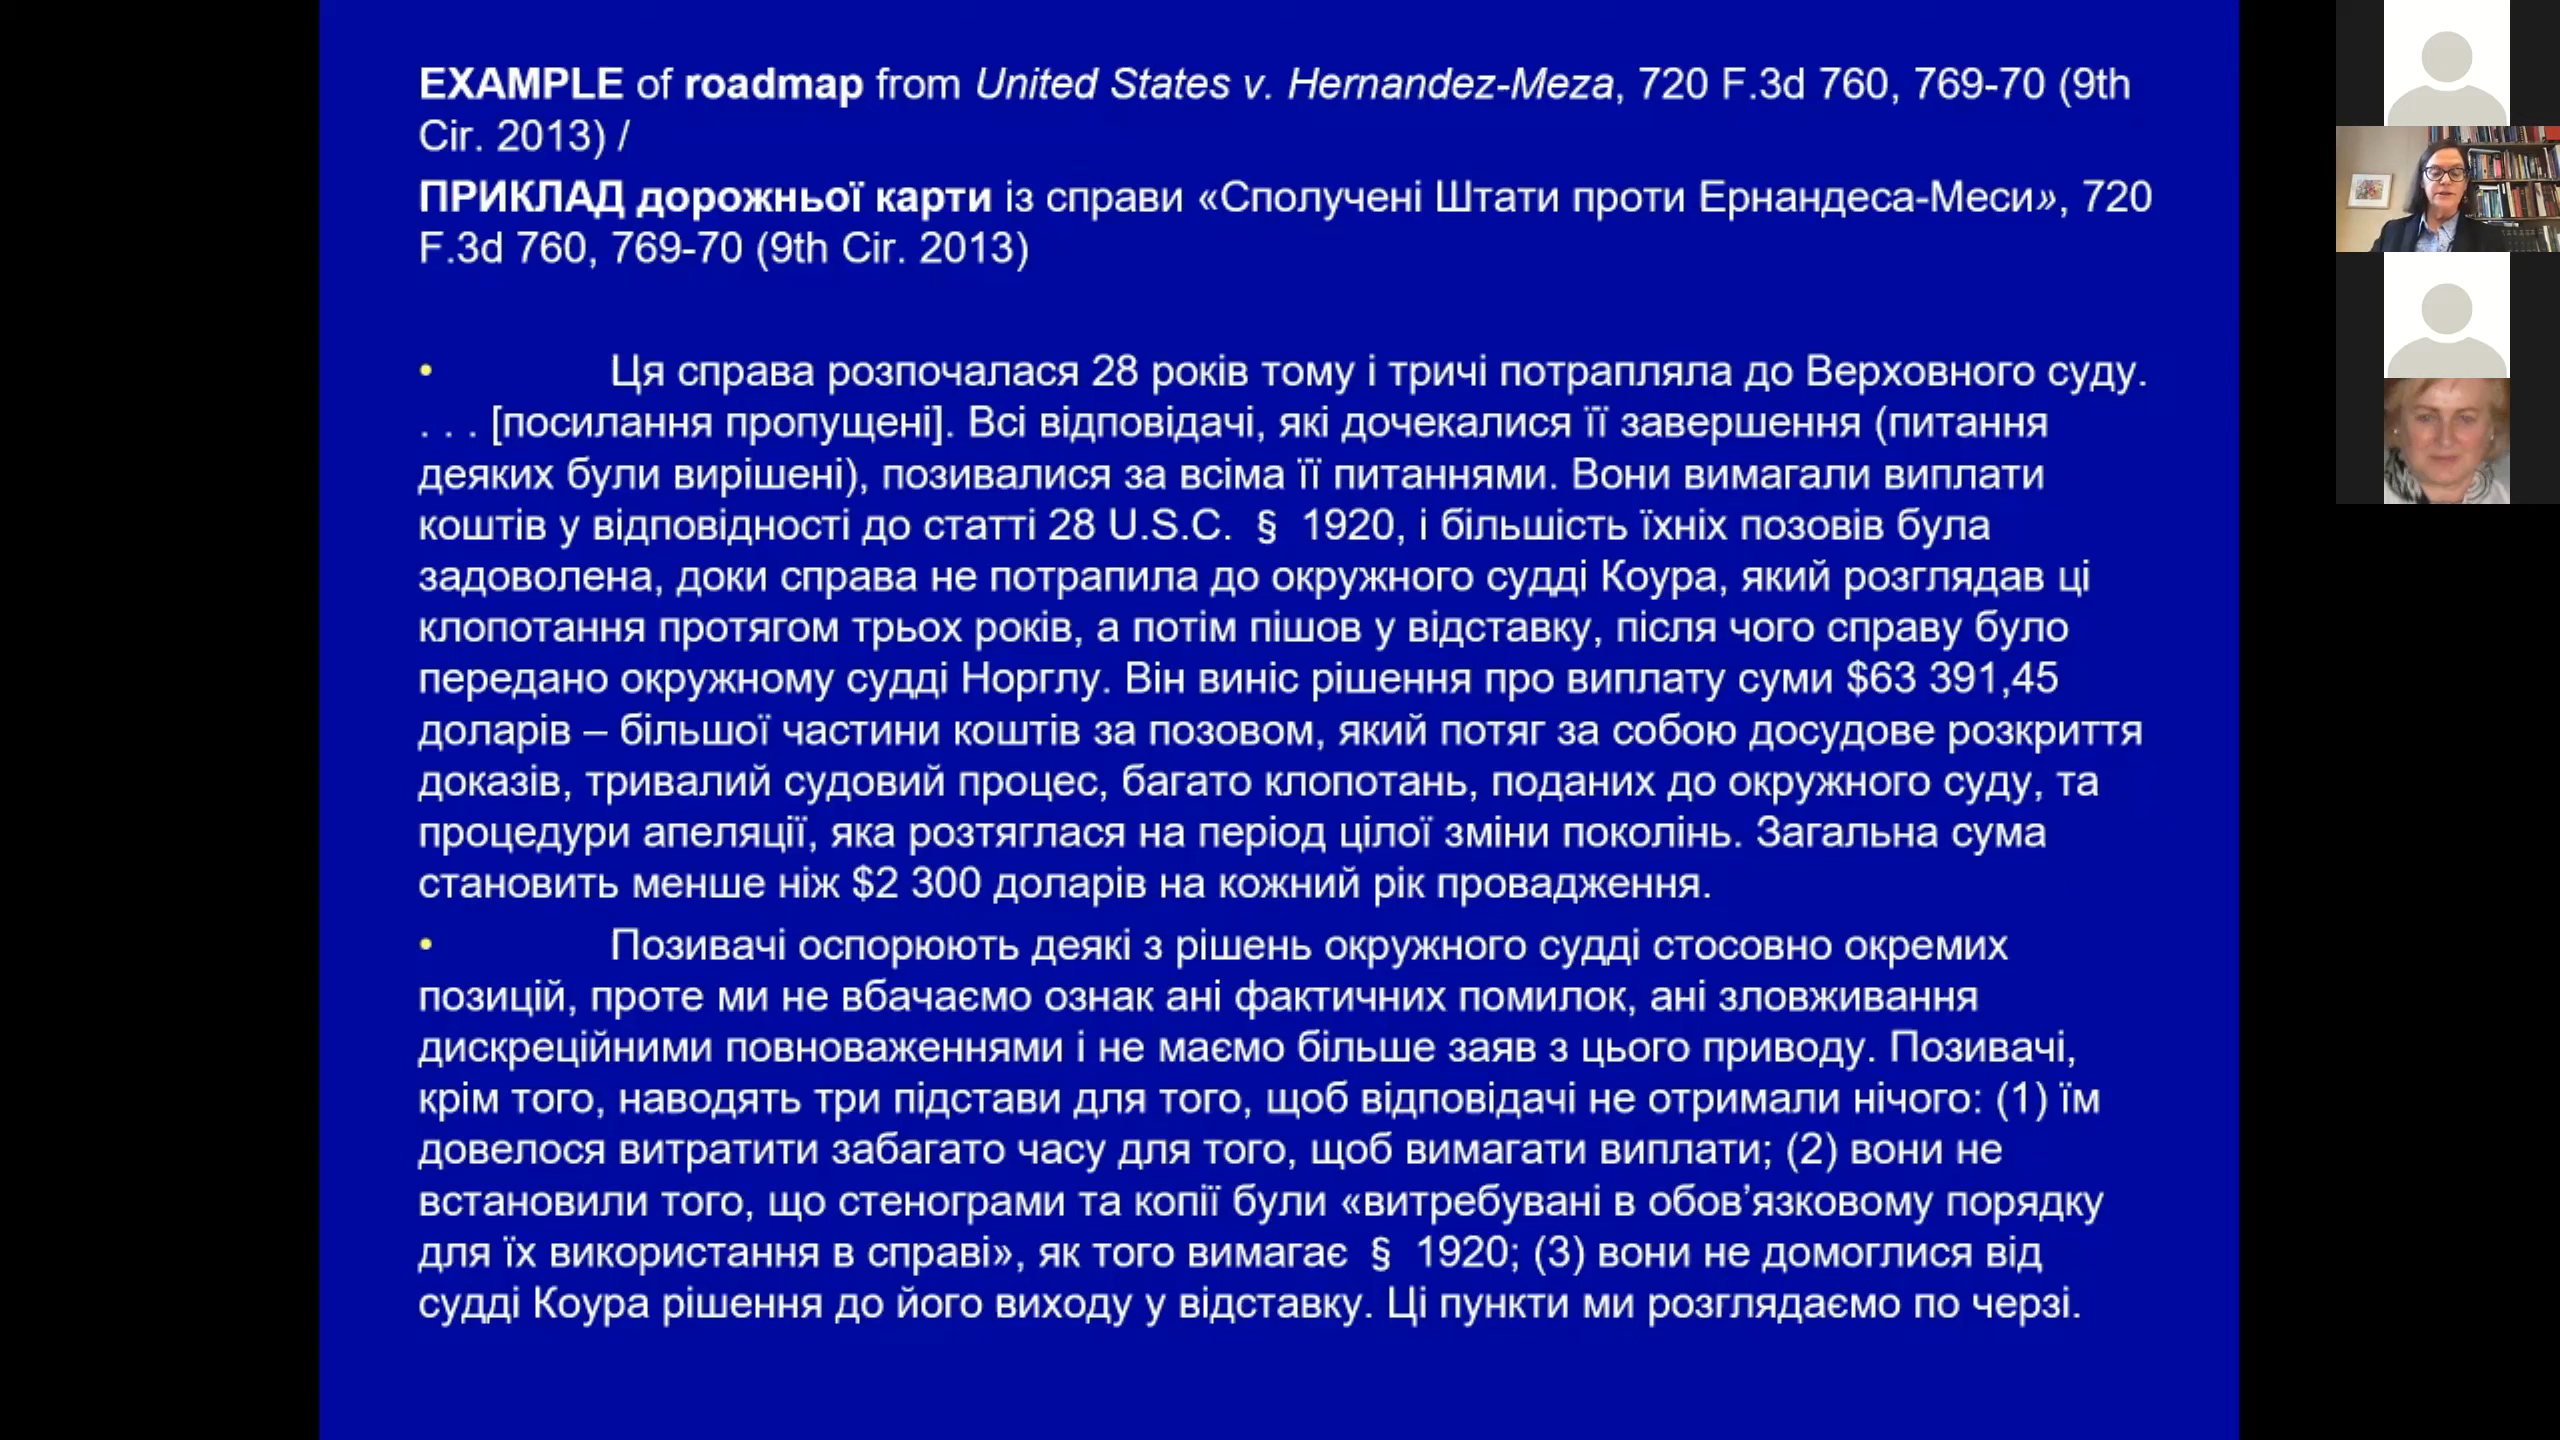 EXAMPLE of roadmap from United States v. Hernandez-Meza, 720 F.3d 760, 769-70 (9th
Cir. 2013) /
ПРИКЛАД дорожньої карти із справи «Сполучені Штати проти Ернандеса-Меси», 720
F.3d 760, 769-70 (9th Cir. 2013)
• Ця справа розпочалася 28 років тому і тричі потрапляла до Верховного суду.
. . . [посилання пропущені]. Всі відповідачі, які дочекалися її завершення (питання
деяких були вирішені), позивалися за всіма її питаннями. Вони вимагали виплати
коштів у відповідності до статті 28 U.S.C. § 1920, і більшість їхніх позовів була
задоволена, доки справа не потрапила до окружного судді Коура, який розглядав ці
клопотання протягом трьох років, а потім пішов у відставку, після чого справу було
передано окружному судді Норглу. Він виніс рішення про виплату суми $63 391,45
доларів – більшої частини коштів за позовом, який потяг за собою досудове розкриття
доказів, тривалий судовий процес, багато клопотань, поданих до окружного суду, та
процедури апеляції, яка розтяглася на період цілої зміни поколінь. Загальна сума
становить менше ніж $2 300 доларів на кожний рік провадження.
• Позивачі оспорюють деякі з рішень окружного судді стосовно окремих
позицій, проте ми не вбачаємо ознак ані фактичних помилок, ані зловживання
дискреційними повноваженнями і не маємо більше заяв з цього приводу. Позивачі,
крім того, наводять три підстави для того, щоб відповідачі не отримали нічого: (1) їм
довелося витратити забагато часу для того, щоб вимагати виплати; (2) вони не
встановили того, що стенограми та копії були «витребувані в обов’язковому порядку
для їх використання в справі», як того вимагає § 1920; (3) вони не домоглися від
судді Коура рішення до його виходу у відставку. Ці пункти ми розглядаємо по черзі.